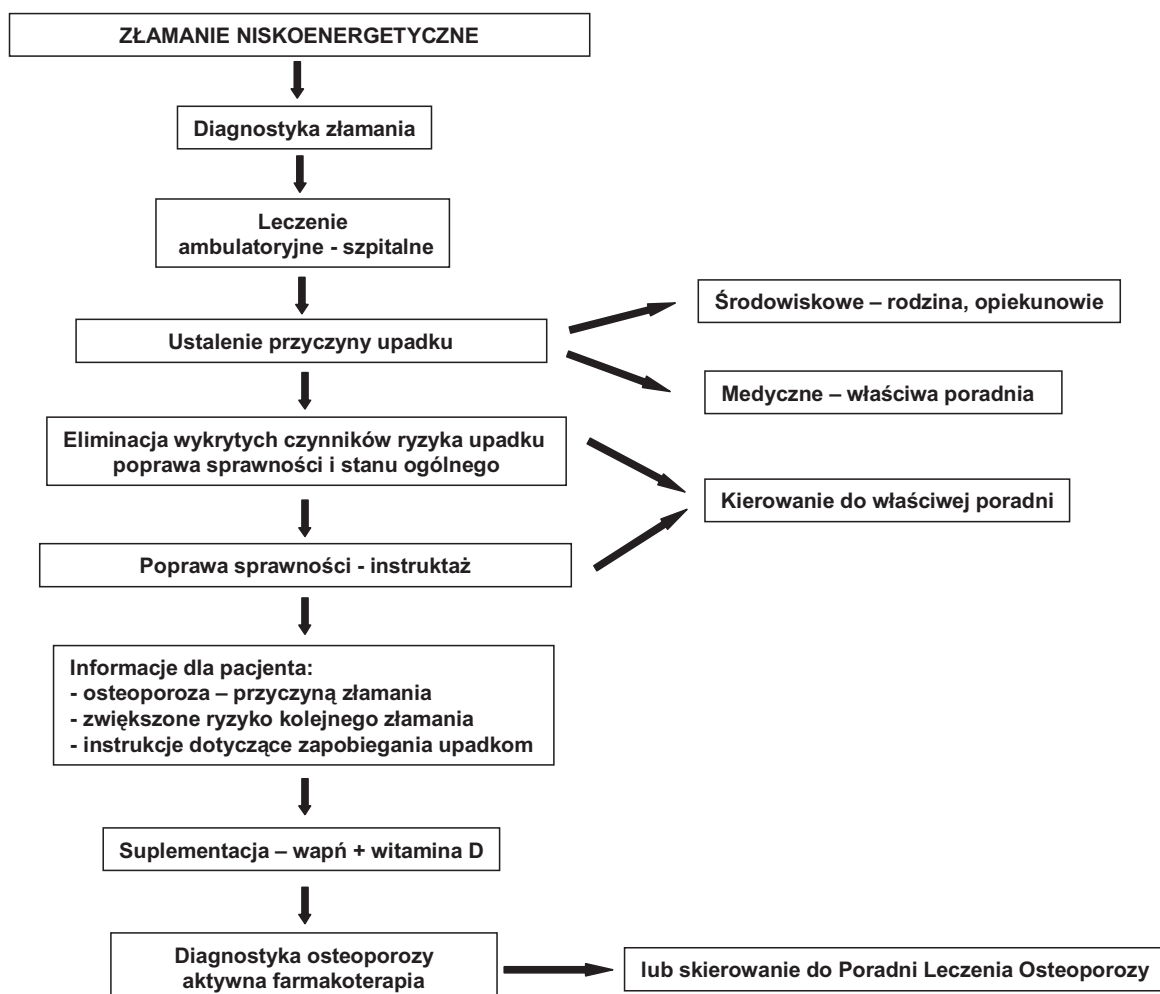 ZŁAMANIE NISKOENERGETYCZNE
Diagnostyka złamania
Leczenie
ambulatoryjne - szpitalne
Ustalenie przyczyny upadku
Środowiskowe – rodzina, opiekunowie
Medyczne – właściwa poradnia
Eliminacja wykrytych czynników ryzyka upadku
poprawa sprawności i stanu ogólnego
Kierowanie do właściwej poradni
Poprawa sprawności - instruktaż
Informacje dla pacjenta:
- osteoporoza – przyczyną złamania
- zwiększone ryzyko kolejnego złamania
- instrukcje dotyczące zapobiegania upadkom
Suplementacja – wapń + witamina D
Diagnostyka osteoporozy
aktywna farmakoterapia
lub skierowanie do Poradni Leczenia Osteoporozy